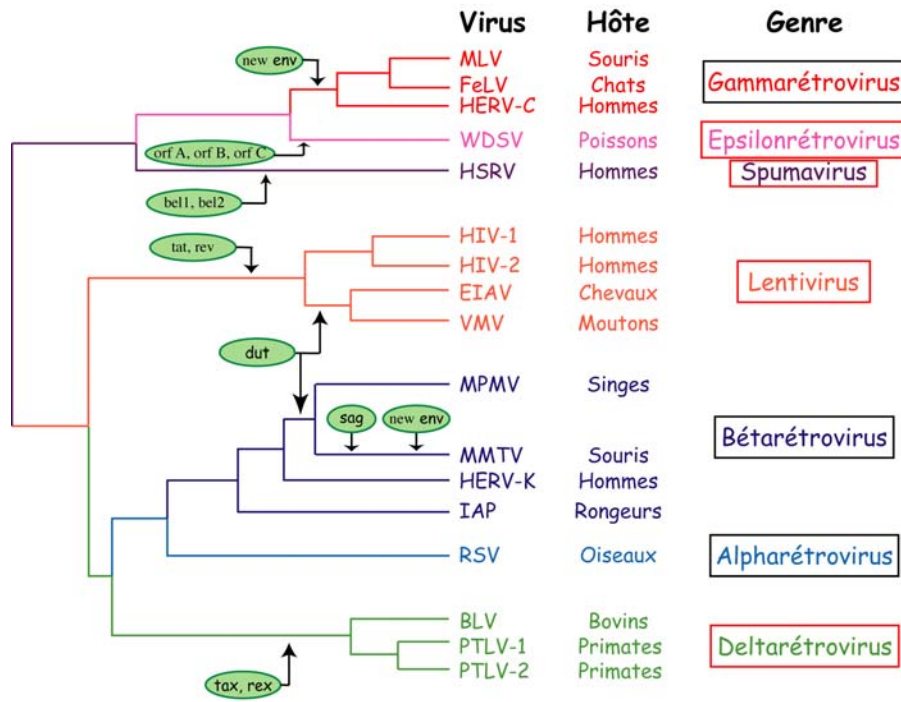 Virus Hôte Genre
new env
MLV Souris
FeLV Chats
Gammarétrovirus
HERV-C Hommes
WDSV Poissons Epsilonrétrovirus
orf A, orf B, orf C
HSRV Hommes Spumavirus
bel1, bel2
HIV-1 Hommes
tat, rev
HIV-2 Hommes
Lentivirus
EIAV Chevaux
VMV Moutons
dut
MPMV Singes
sag new env
Bétarétrovirus
MMTV Souris
HERV-K Hommes
IAP Rongeurs
RSV Oiseaux Alpharétrovirus
BLV Bovins
PTLV-1 Primates Deltarétrovirus
PTLV-2 Primates
tax, rex